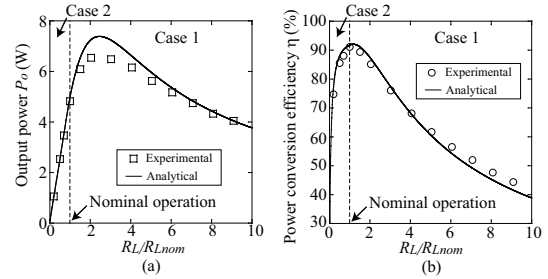 Case 2
Case 1
Output power Po (W)
8
6
4
2
0
Experimental
Analytical
Nominal operation
0 2 4 6 8 10
RL/RLnom
(a)
Case 2
Case 1
Power conversion efficiency η (%)
100
90
80
70
60
50
40
30
Experimental
Analytical
Nominal operation
0 2 4 6 8 10
RL/RLnom
(b)